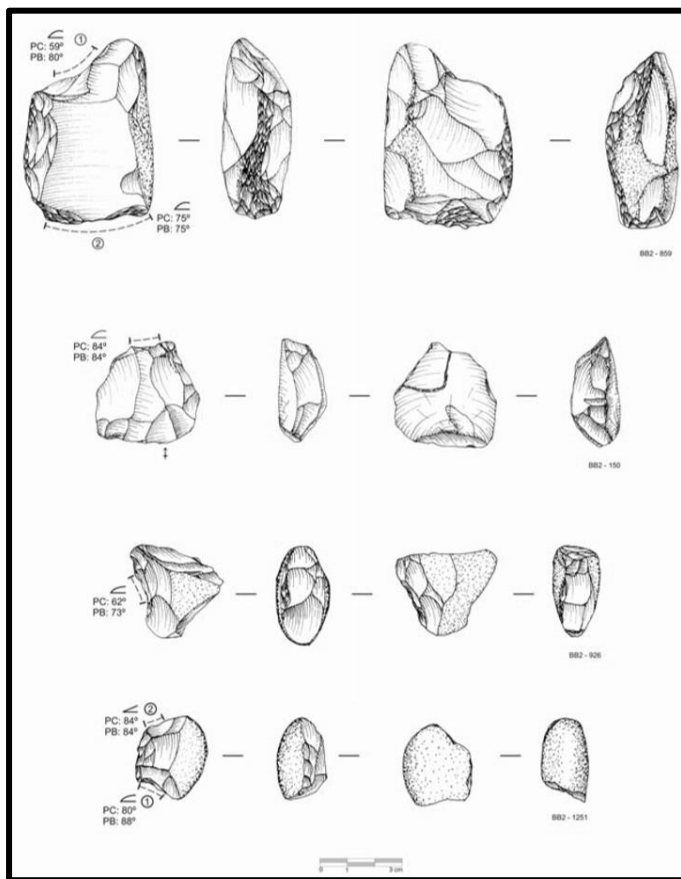 ①
PC: 59º
PB: 80º
PC: 75º
PB: 75º
②
BB2 - 859
PC: 84º
PB: 84º
BB2 - 150
PC: 62º
PB: 73º
BB2 - 926
②
PC: 84º
PB: 84º
①
PC: 80º
PB: 88º
BB2 - 1251
0 1 3 cm